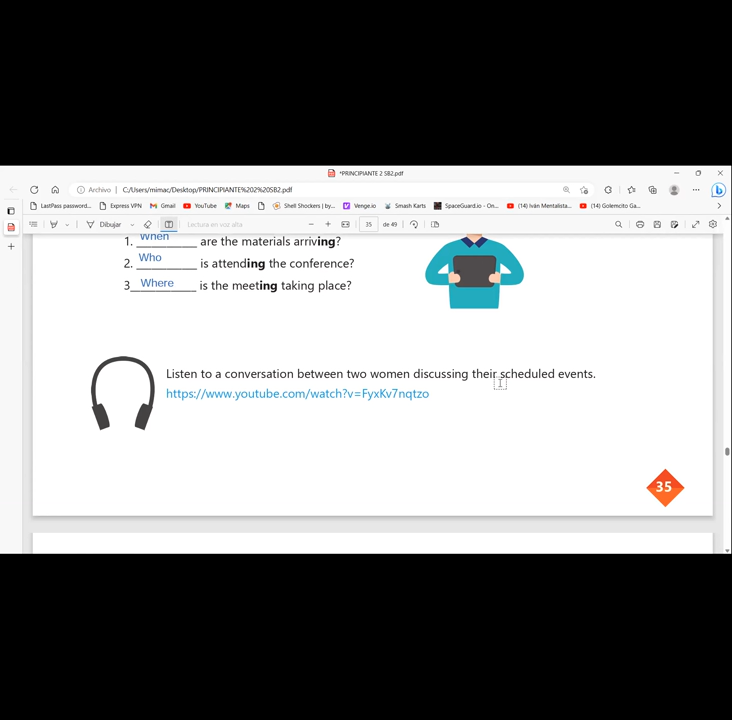 *PRINCIPIANTE 2 SB2.pdf
Archivo | C:/Users/mimac/Desktop/PRINCIPIANTE%202%20SB2.pdf
LastPass password... Express VPN Gmail YouTube Maps Shell Shockers | by... Venge.io Smash Karts SpaceGuard.io - On... (14) Iván Mentalista... (14) Golemcito Ga...
Dibujar Lectura en voz alta 35 de 49
1. When are the materials arriving?
2. Who is attending the conference?
3 Where is the meeting taking place?
Listen to a conversation between two women discussing their scheduled events.
https://www.youtube.com/watch?v=FyxKv7nqtzo
35